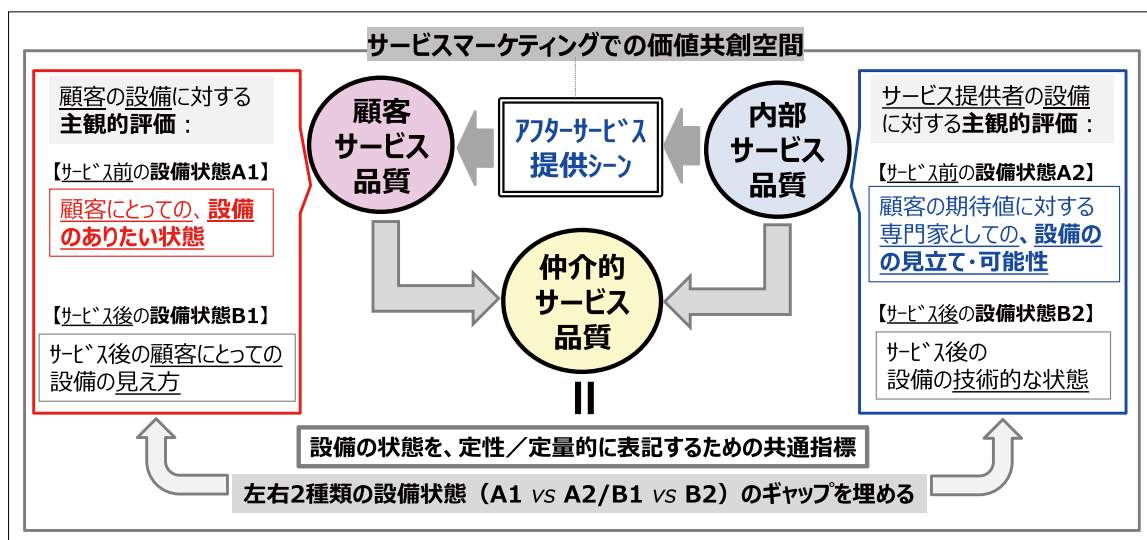 サービスマーケティングでの価値共創空間
顧客の設備に対する
主観的評価：
【サービス前の設備状態A1】
顧客にとっての、設備
のありたい状態
【サービス後の設備状態B1】
サービス後の顧客にとっての
設備の見え方
顧客
サービス
品質
アフターサービス
提供シーン
内部
サービス
品質
仲介的
サービス
品質
サービス提供者の設備
に対する主観的評価：
【サービス前の設備状態A2】
顧客の期待値に対する
専門家としての、設備の
の見立て・可能性
【サービス後の設備状態B2】
サービス後の
設備の技術的な状態
設備の状態を、定性／定量的に表記するための共通指標
左右2種類の設備状態（A1 vs A2/B1 vs B2）のギャップを埋める